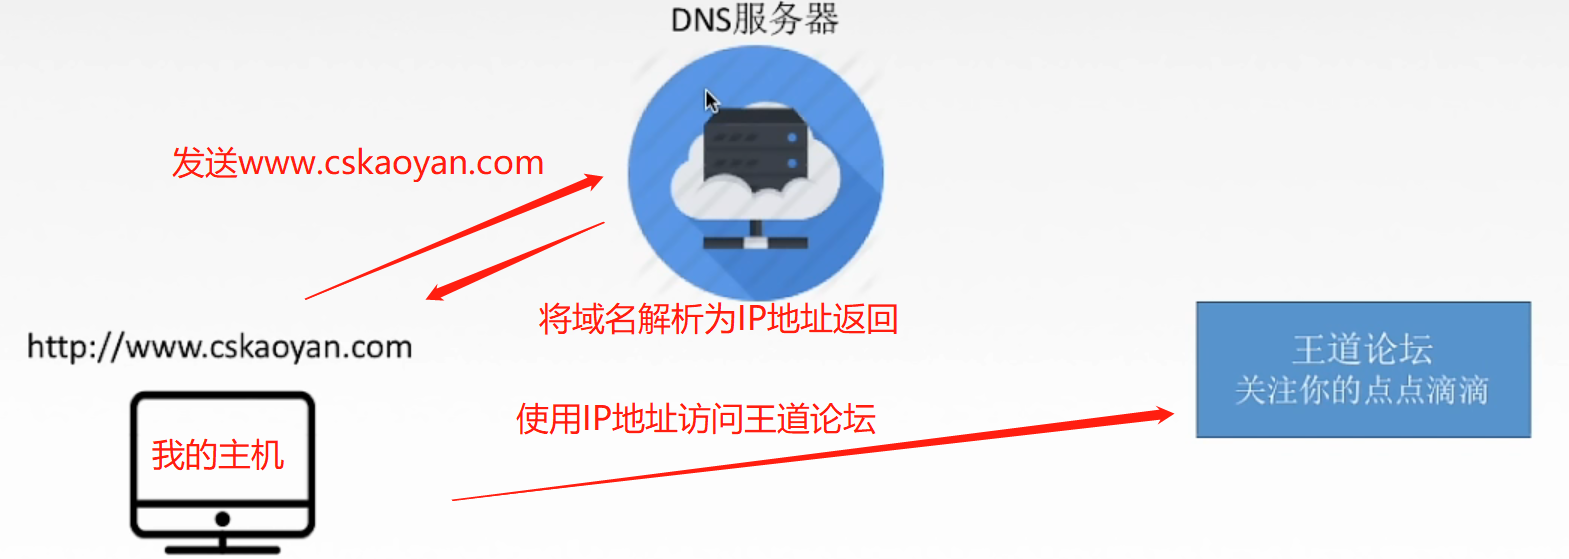 DNS服务器
发送www.cskaoyan.com
将域名解析为IP地址返回
http://www.cskaoyan.com
王道论坛
关注你的点点滴滴
使用IP地址访问王道论坛
我的主机